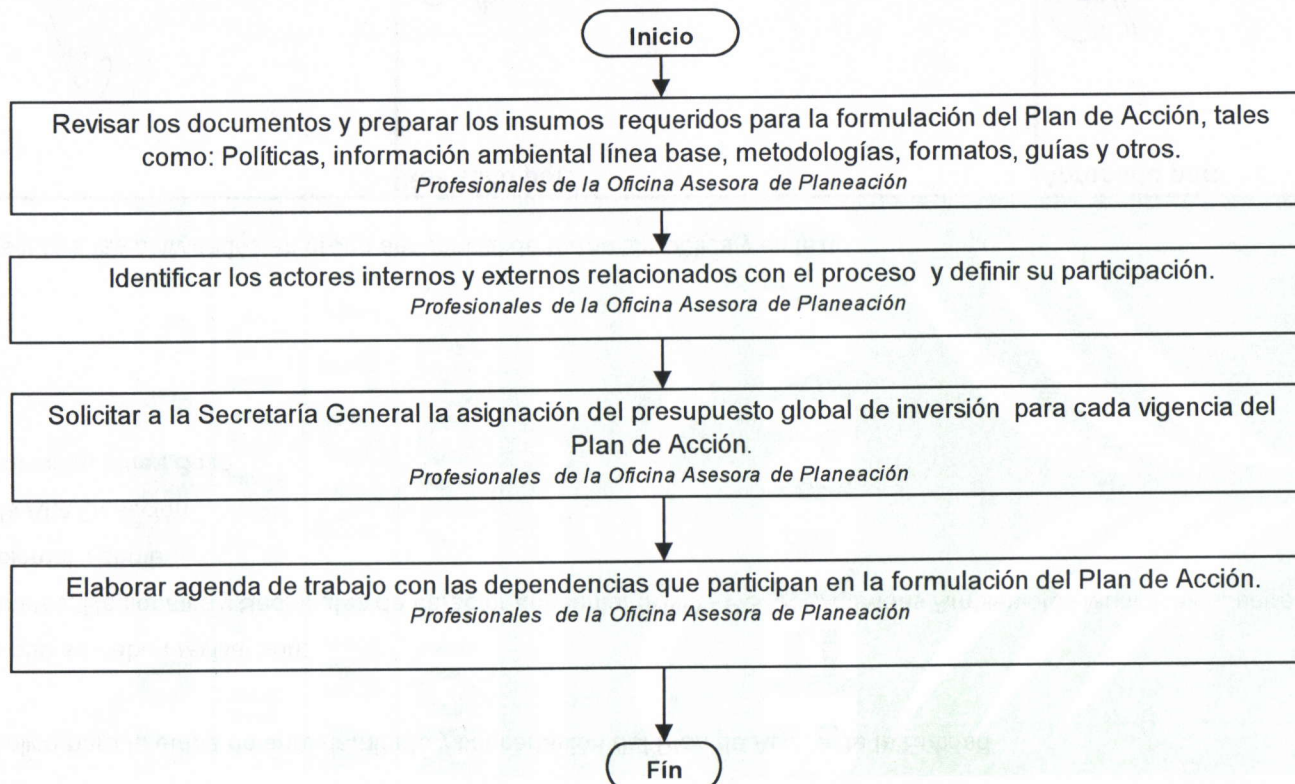 Inicio
Revisar los documentos y preparar los insumos requeridos para la formulación del Plan de Acción, tales
como: Políticas, información ambiental línea base, metodologías, formatos, guías y otros.
Profesionales de la Oficina Asesora de Planeación
Identificar los actores internos y externos relacionados con el proceso y definir su participación.
Profesionales de la Oficina Asesora de Planeación
Solicitar a la Secretaría General la asignación del presupuesto global de inversión para cada vigencia del
Plan de Acción.
Profesionales de la Oficina Asesora de Planeación
Elaborar agenda de trabajo con las dependencias que participan en la formulación del Plan de Acción.
Profesionales de la Oficina Asesora de Planeación
Fín